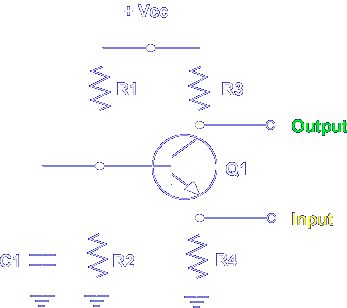 + Vcc
R1
R3
Output
Q1
Input
C1
R2
R4